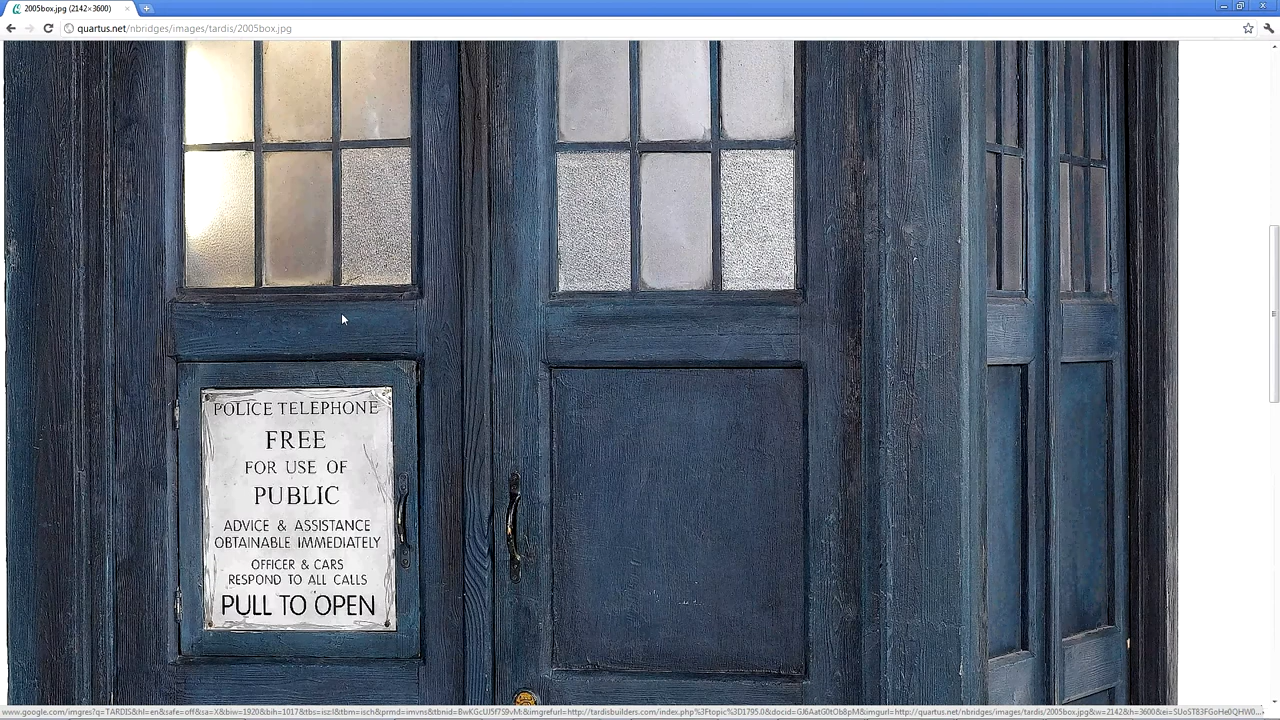 2005box.jpg (2142×3600)
quartus.net/nbridges/images/tardis/2005box.jpg
POLICE TELEPHONE
FREE
FOR USE OF
PUBLIC
ADVICE & ASSISTANCE
OBTAINABLE IMMEDIATELY
OFFICER & CARS
RESPOND TO ALL CALLS
PULL TO OPEN